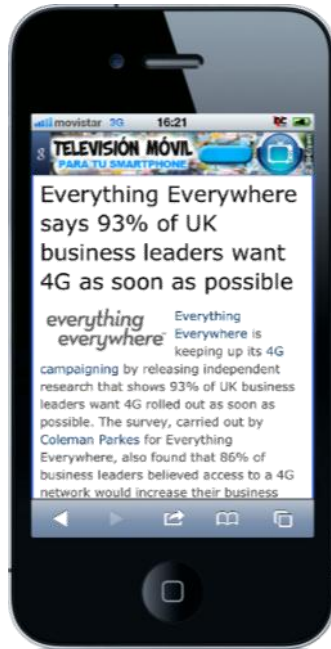 movistar 3G 16:21
TELEVISIÓN MÓVIL
PARA TU SMARTPHONE
Everything Everywhere
says 93% of UK
business leaders want
4G as soon as possible
everything
everywhere
Everything
Everywhere is
keeping up its 4G
campaigning by releasing independent
research that shows 93% of UK business
leaders want 4G rolled out as soon as
possible. The survey, carried out by
Coleman Parkes for Everything
Everywhere, also found that 86% of
business leaders believed access to a 4G
network would increase their business